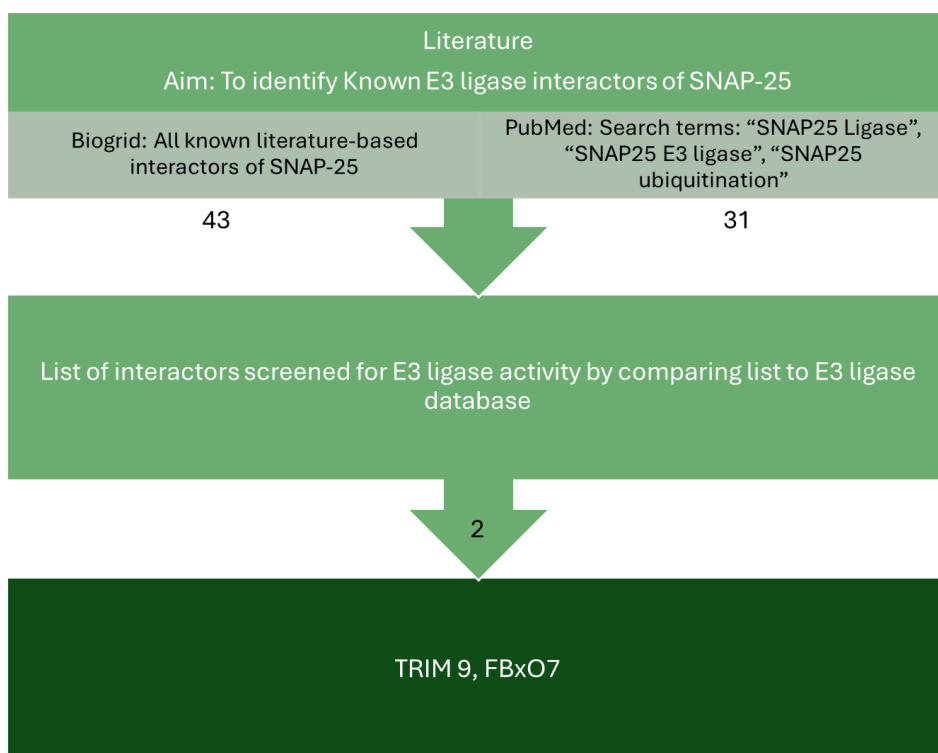 Literature
Aim: To identify Known E3 ligase interactors of SNAP-25
Biogrid: All known literature-based
interactors of SNAP-25
PubMed: Search terms: “SNAP25 Ligase”,
“SNAP25 E3 ligase”, “SNAP25
ubiquitination”
43
31
List of interactors screened for E3 ligase activity by comparing list to E3 ligase
database
2
TRIM 9, FBxO7